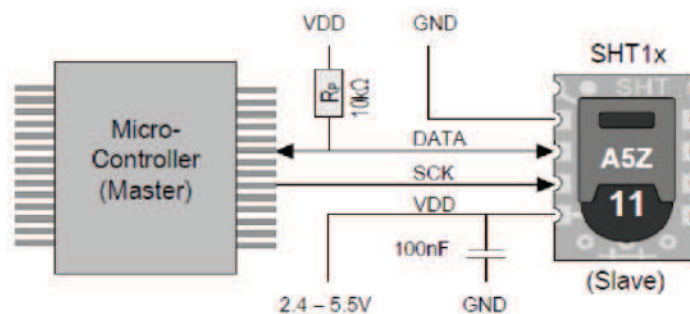 VDD
GND
SHT1x
SHT
Rp
10kΩ
Micro-
Controller
(Master)
DATA
A5Z
SCK
11
VDD
100nF
(Slave)
2.4 – 5.5V
GND